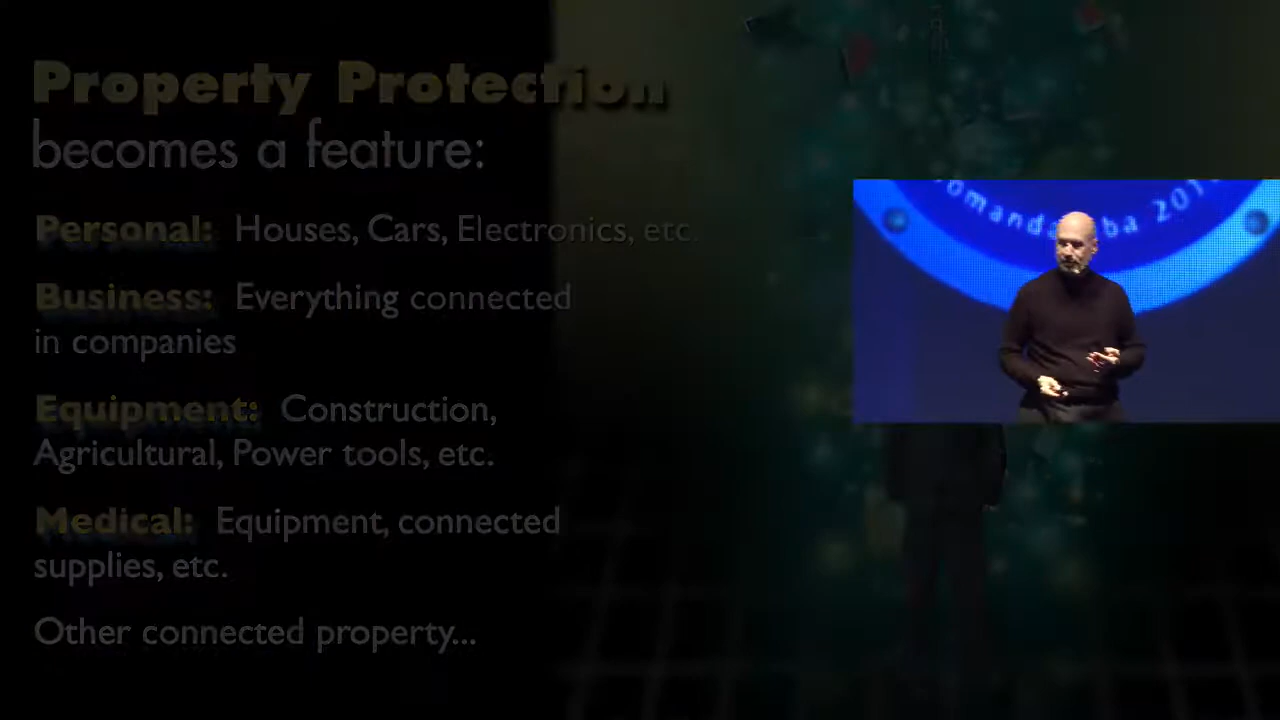 Property Protection
becomes a feature:
Personal: Houses, Cars, Electronics, etc.
Business: Everything connected
in companies
Equipment: Construction,
Agricultural, Power tools, etc.
Medical: Equipment, connected
supplies, etc.
Other connected property...